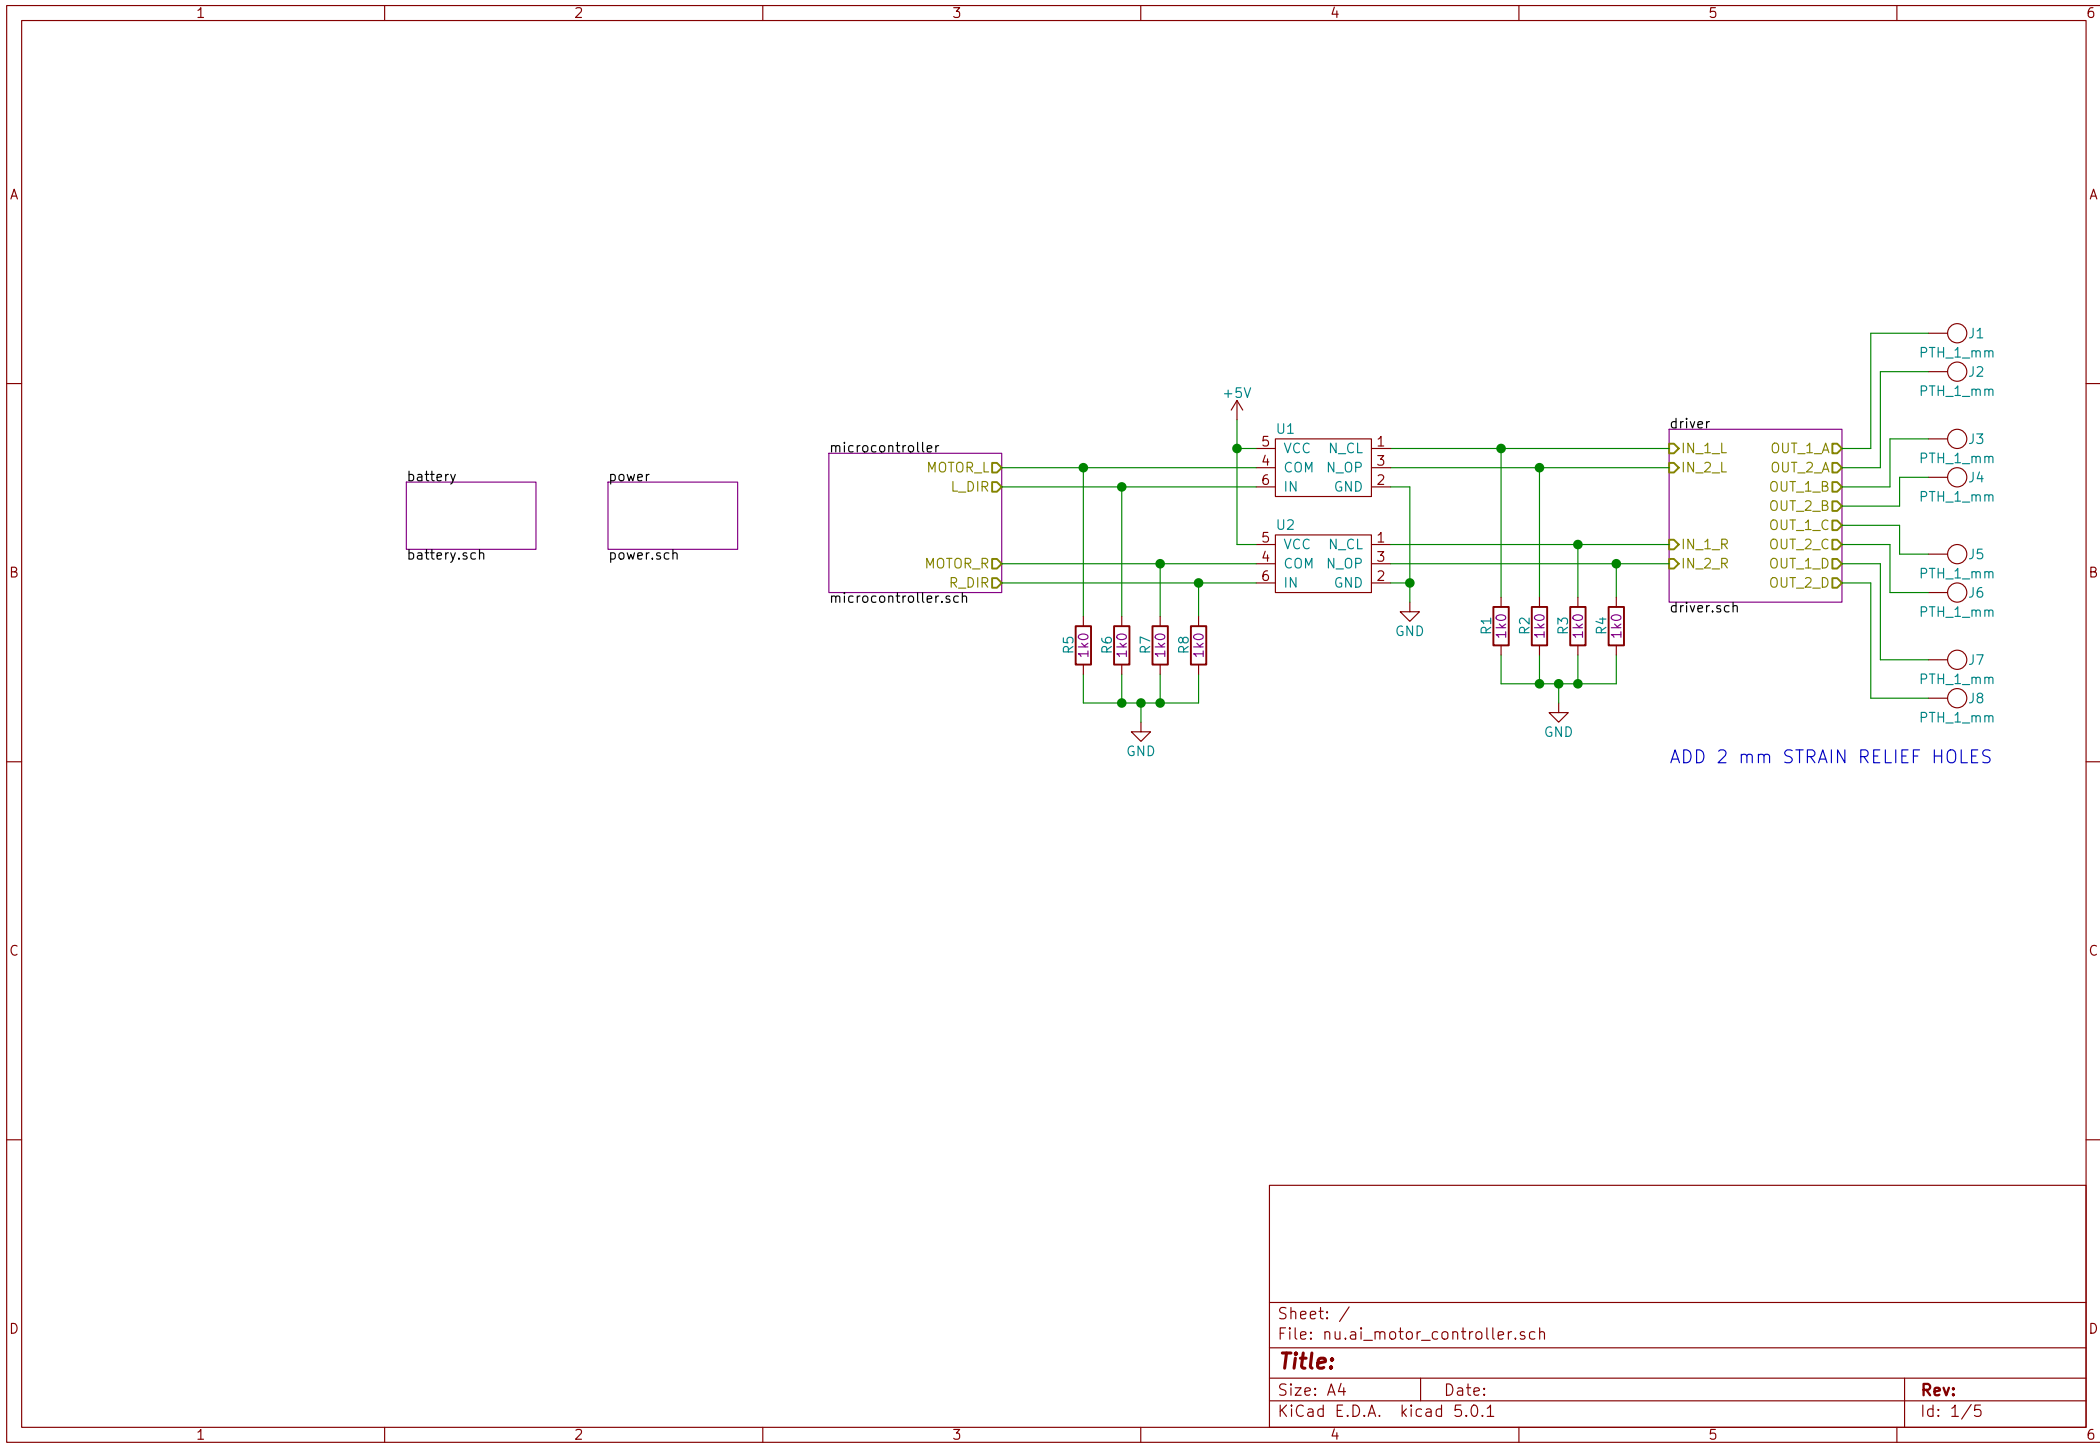 1 2 3 4 5 6
A A
J1
PTH_1_mm
J2
PTH_1_mm
+5V
driver
U1
J3
microcontroller
5 VCC N_CL 1
IN_1_L OUT_1_A
PTH_1_mm
MOTOR_L
4 COM N_OP 3
IN_2_L OUT_2_A
J4
battery
power
L_DIR
6 IN GND 2
OUT_1_B
PTH_1_mm
OUT_2_B
U2
OUT_1_C
5 VCC N_CL 1
IN_1_R OUT_2_C
J5
battery.sch
power.sch
MOTOR_R
4 COM N_OP 3
IN_2_R OUT_1_D
PTH_1_mm
B B
R_DIR
6 IN GND 2
OUT_2_D
J6
microcontroller.sch
driver.sch
PTH_1_mm
GND
R1 1k0 R2 1k0 R3 1k0 R4 1k0
R5 1k0 R6 1k0 R7 1k0 R8 1k0
J7
PTH_1_mm
J8
PTH_1_mm
GND
GND
ADD 2 mm STRAIN RELIEF HOLES
C C
Sheet: /
File: nu.ai_motor_controller.sch
D D
Title:
Size: A4 Date: Rev:
KiCad E.D.A. kicad 5.0.1 Id: 1/5
1 2 3 4 5 6